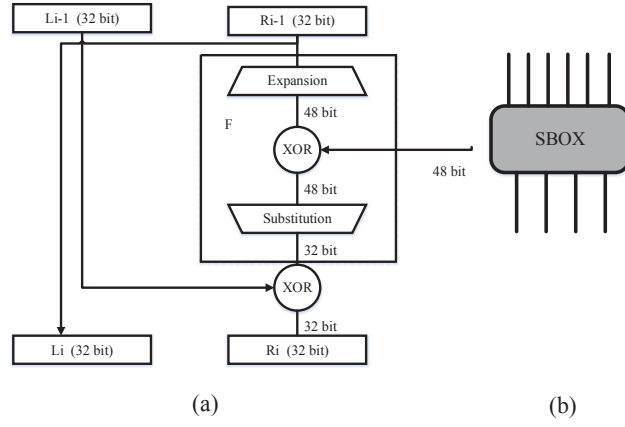 Li-1 (32 bit)
Ri-1 (32 bit)
Expansion
48 bit
F
XOR
48 bit
48 bit
Substitution
32 bit
XOR
32 bit
Li (32 bit)
Ri (32 bit)
(a)
SBOX
(b)